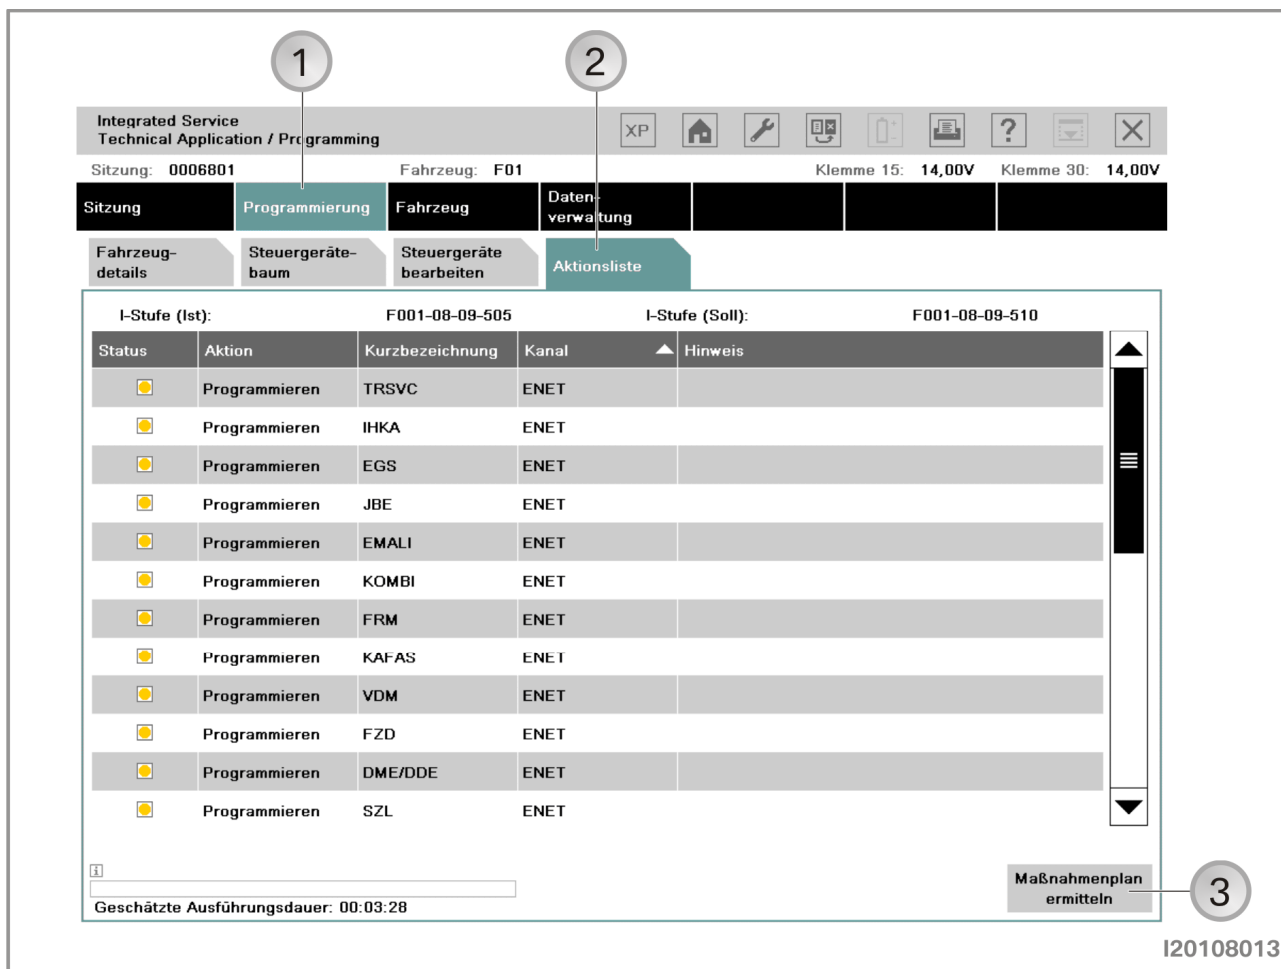 1
2
Integrated Service
Technical Application / Programming
XP
?
Sitzung: 0006801 Fahrzeug: F01 Klemme 15: 14,00V Klemme 30: 14,00V
Sitzung Programmierung Fahrzeug Daten-
verwaltung
Fahrzeug-
details
Steuergeräte-
baum
Steuergeräte
bearbeiten
Aktionsliste
I-Stufe (Ist): F001-08-09-505 I-Stufe (Soll): F001-08-09-510
Status Aktion Kurzbezeichnung Kanal Hinweis
Programmieren TRSVC ENET
Programmieren IHKA ENET
Programmieren EGS ENET
Programmieren JBE ENET
Programmieren EMALI ENET
Programmieren KOMBI ENET
Programmieren FRM ENET
Programmieren KAFAS ENET
Programmieren VDM ENET
Programmieren FZD ENET
Programmieren DME/DDE ENET
Programmieren SZL ENET
i
Geschätzte Ausführungsdauer: 00:03:28
Maßnahmenplan
ermitteln
3
I20108013